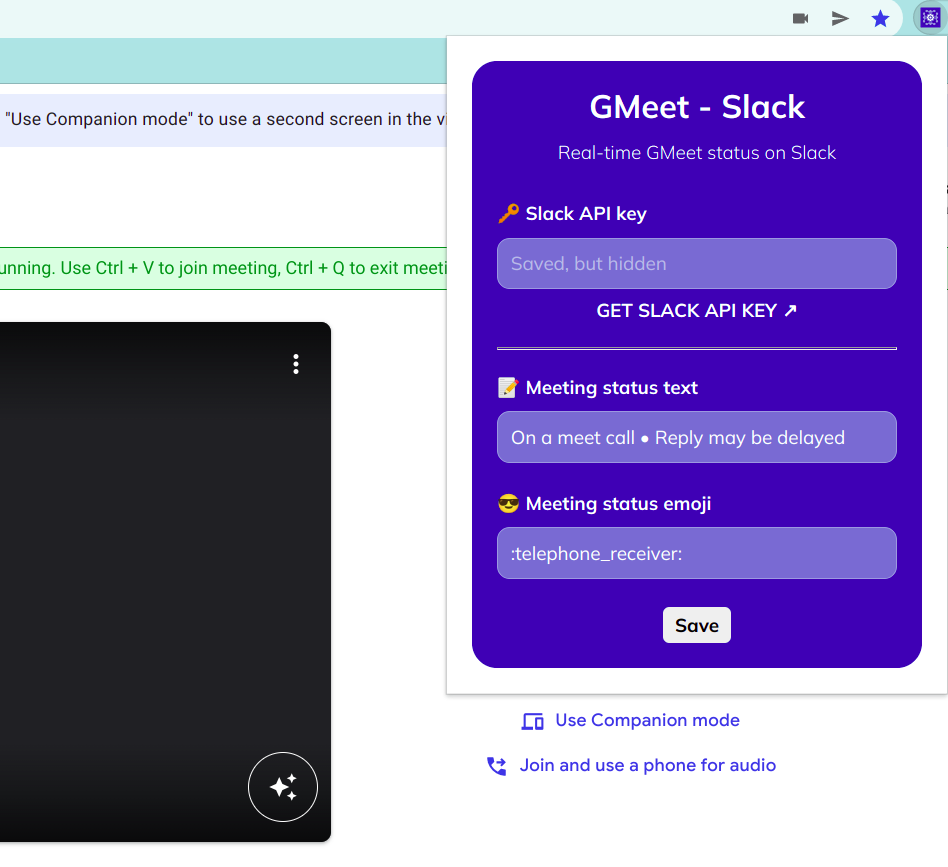 "Use Companion mode" to use a second screen in the
GMeet - Slack
Real-time GMeet status on Slack
🔑 Slack API key
Saved, but hidden
GET SLACK API KEY ↗
unning. Use Ctrl + V to join meeting, Ctrl + Q to exit meeti
📝 Meeting status text
On a meet call • Reply may be delayed
😎 Meeting status emoji
:telephone_receiver:
Save
Use Companion mode
Join and use a phone for audio